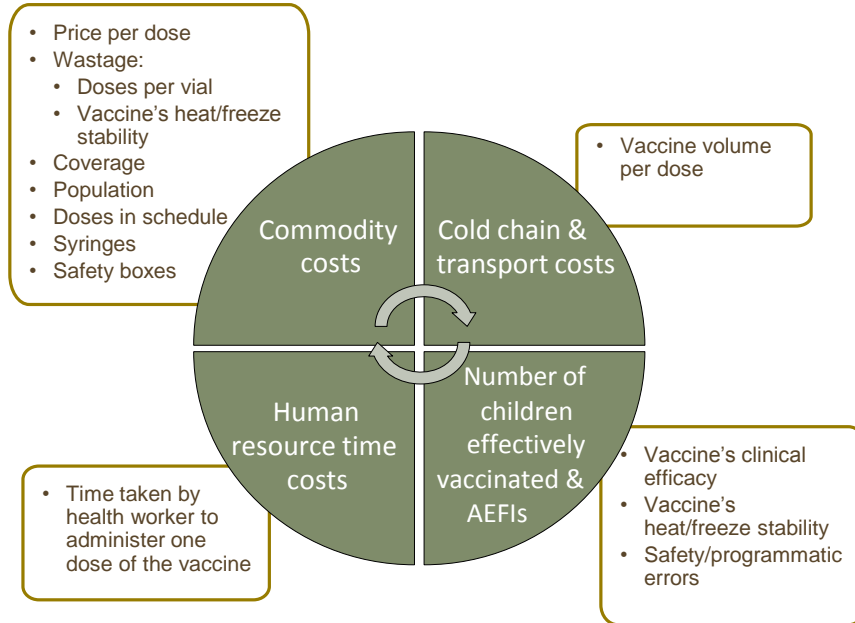 • Price per dose
• Wastage:
• Doses per vial
• Vaccine's heat/freeze
stability
• Coverage
• Population
• Doses in schedule
• Syringes
• Safety boxes
• Vaccine volume
per dose
Commodity
costs
Cold chain &
transport costs
Human
resource time
costs
Number of
children
effectively
vaccinated &
AEFIs
• Time taken by
health worker to
administer one
dose of the vaccine
• Vaccine's clinical
efficacy
• Vaccine's
heat/freeze stability
• Safety/programmatic
errors